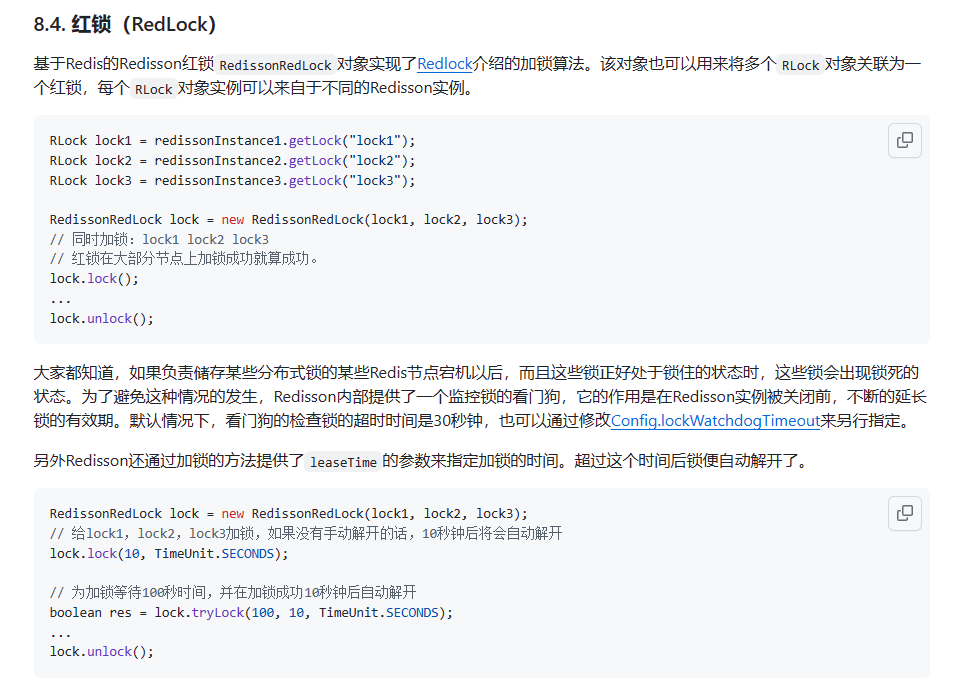 8.4. 红锁（RedLock）
基于Redis的Redisson红锁 RedissonRedLock 对象实现了Redlock介绍的加锁算法。该对象也可以用来将多个 RLock 对象关联为一
个红锁，每个 RLock 对象实例可以来自于不同的Redisson实例。
RLock lock1 = redissonInstance1.getLock("lock1");
RLock lock2 = redissonInstance2.getLock("lock2");
RLock lock3 = redissonInstance3.getLock("lock3");
RedissonRedLock lock = new RedissonRedLock(lock1, lock2, lock3);
// 同时加锁：lock1 lock2 lock3
// 红锁在大部分节点上加锁成功就算成功。
lock.lock();
...
lock.unlock();
大家都知道，如果负责储存某些分布式锁的某些Redis节点宕机以后，而且这些锁正好处于锁住的状态时，这些锁会出现锁死的
状态。为了避免这种情况的发生，Redisson内部提供了一个监控锁的看门狗，它的作用是在Redisson实例被关闭前，不断的延长
锁的有效期。默认情况下，看门狗的检查锁的超时时间是30秒钟，也可以通过修改Config.lockWatchdogTimeout来另行指定。
另外Redisson还通过加锁的方法提供了 leaseTime 的参数来指定加锁的时间。超过这个时间后锁便自动解开了。
RedissonRedLock lock = new RedissonRedLock(lock1, lock2, lock3);
// 给lock1，lock2，lock3加锁，如果没有手动解开的话，10秒钟后将会自动解开
lock.lock(10, TimeUnit.SECONDS);
// 为加锁等待100秒时间，并在加锁成功10秒钟后自动解开
boolean res = lock.tryLock(100, 10, TimeUnit.SECONDS);
...
lock.unlock();